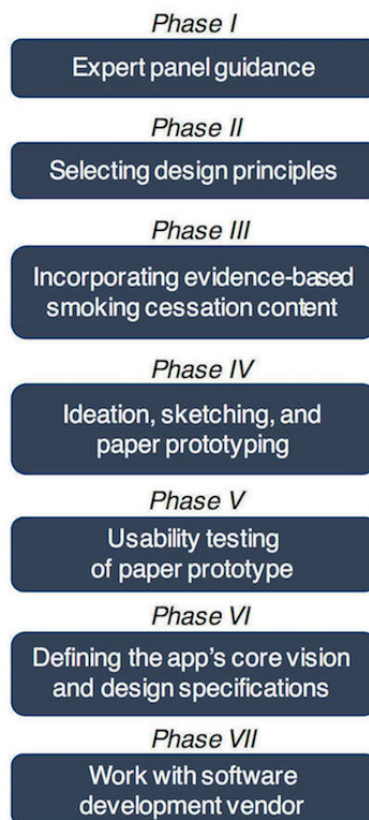 Phase I
Expert panel guidance
Phase II
Selecting design principles
Phase III
Incorporating evidence-based
smoking cessation content
Phase IV
Ideation, sketching, and
paper prototyping
Phase V
Usability testing
of paper prototype
Phase VI
Defining the app's core vision
and design specifications
Phase VII
Work with software
development vendor